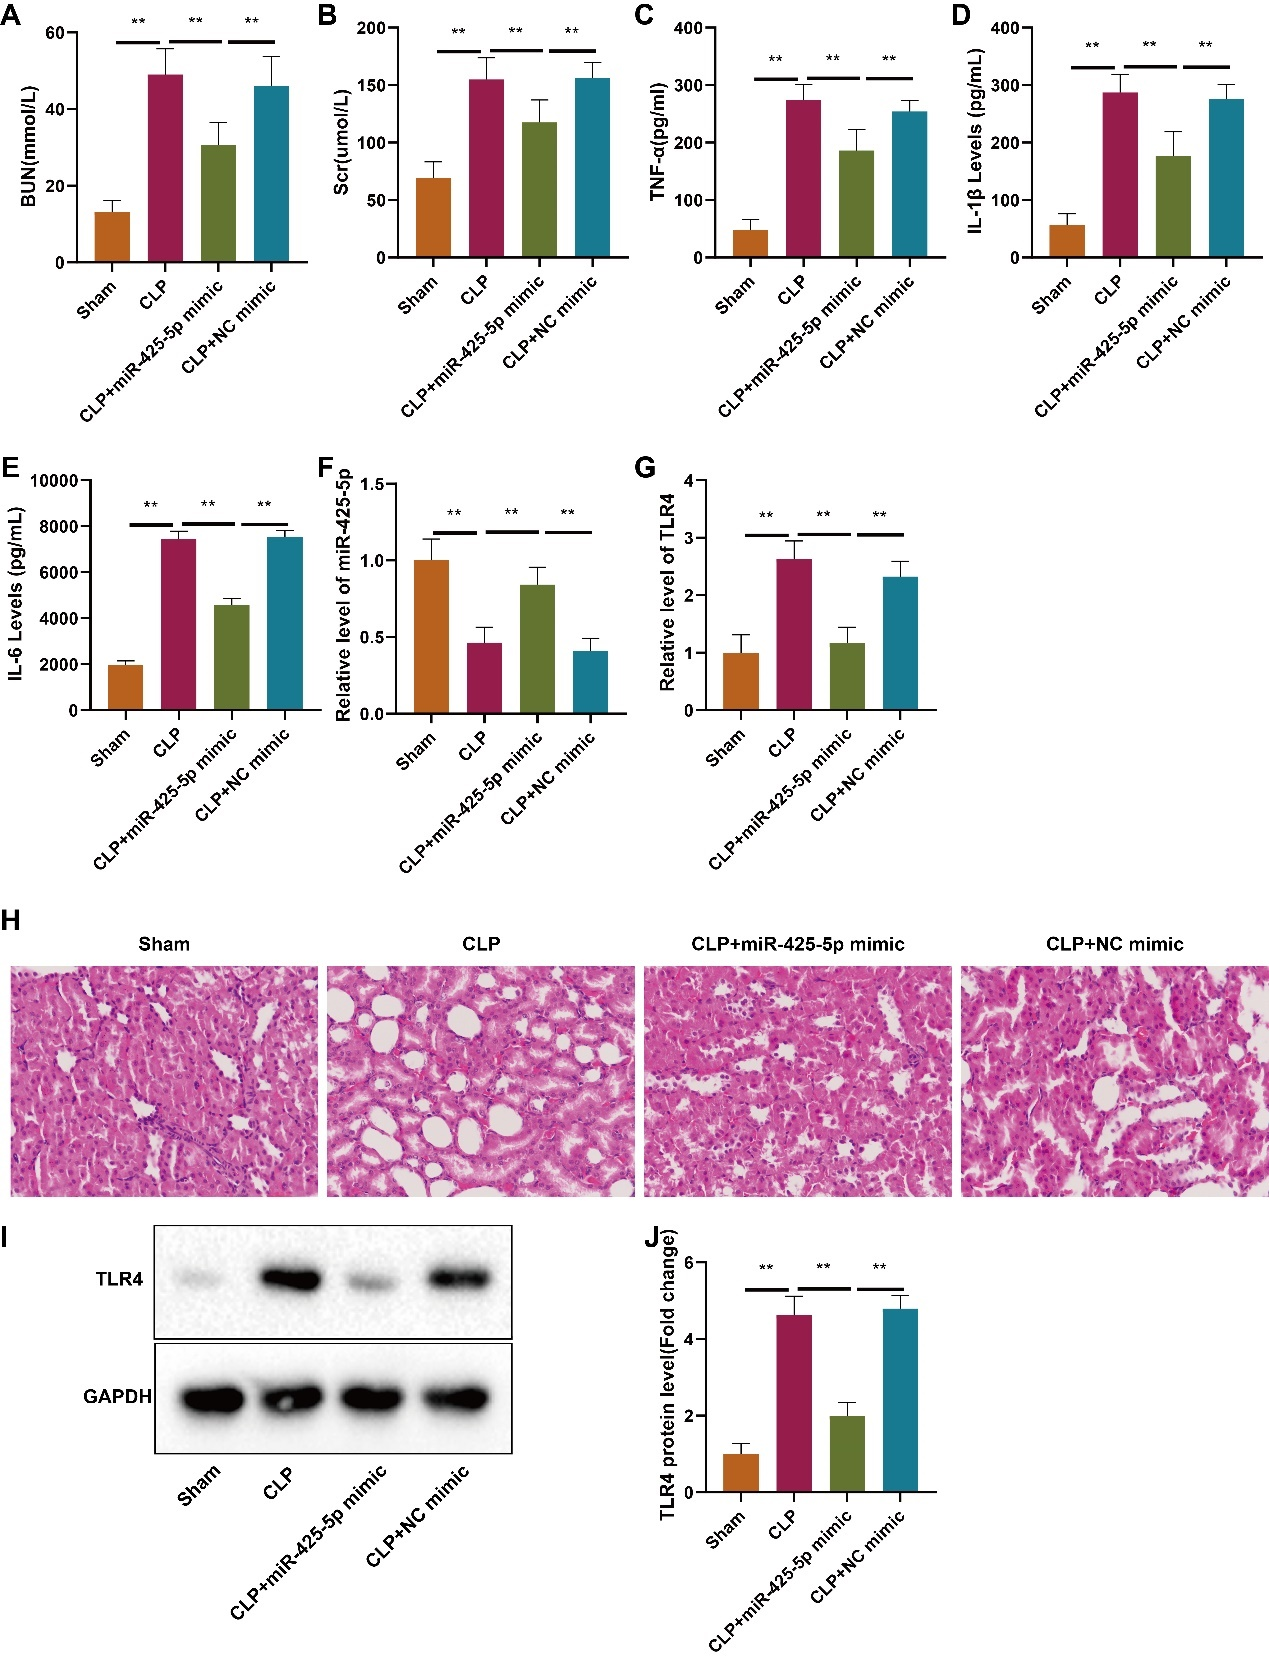 A
BUN(mmol/L)
60
40
20
0
** ** **
Sham
CLP
CLP+miR-425-5p mimic
CLP+NC mimic
B
Scr(umol/L)
200
150
100
50
0
** ** **
Sham
CLP
CLP+miR-425-5p mimic
CLP+NC mimic
C
TNF-α(pg/ml)
400
300
200
100
0
** ** **
Sham
CLP
CLP+miR-425-5p mimic
CLP+NC mimic
D
IL-1β Levels (pg/mL)
400
300
200
100
0
** ** **
Sham
CLP
CLP+miR-425-5p mimic
CLP+NC mimic
E
IL-6 Levels (pg/mL)
10000
8000
6000
4000
2000
0
** ** **
Sham
CLP
CLP+miR-425-5p mimic
CLP+NC mimic
F
Relative level of miR-425-5p
1.5
1.0
0.5
0.0
** ** **
Sham
CLP
CLP+miR-425-5p mimic
CLP+NC mimic
G
Relative level of TLR4
4
3
2
1
0
** ** **
Sham
CLP
CLP+miR-425-5p mimic
CLP+NC mimic
H
Sham
CLP
CLP+miR-425-5p mimic
CLP+NC mimic
I
TLR4
GAPDH
Sham
CLP
CLP+miR-425-5p mimic
CLP+NC mimic
J
TLR4 protein level(Fold change)
6
4
2
0
** ** **
Sham
CLP
CLP+miR-425-5p mimic
CLP+NC mimic